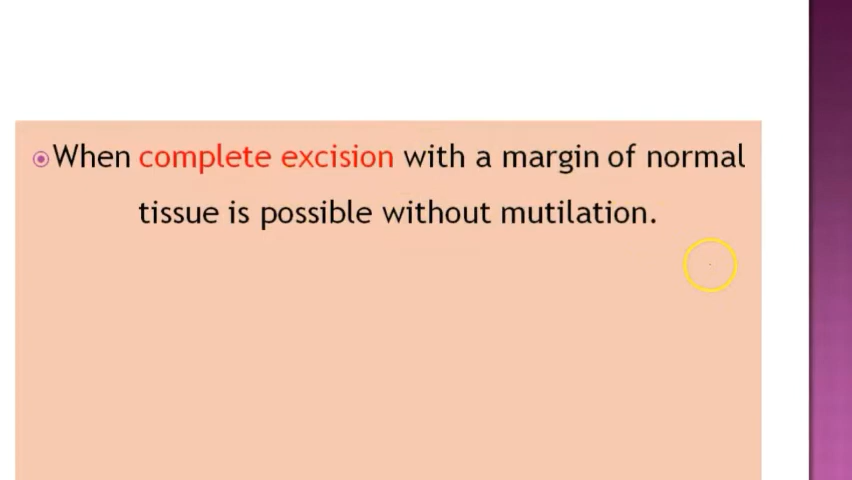 When complete excision with a margin of normal
tissue is possible without mutilation.